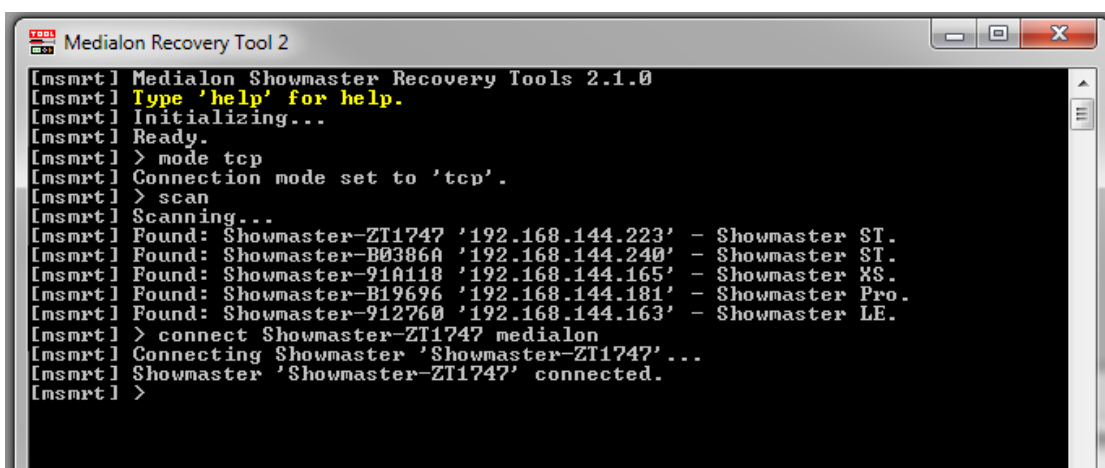 Medialon Recovery Tool 2
[msmrt] Medialon Showmaster Recovery Tools 2.1.0
[msmrt] Type 'help' for help.
[msmrt] Initializing...
[msmrt] Ready.
[msmrt] > mode tcp
[msmrt] Connection mode set to 'tcp'.
[msmrt] > scan
[msmrt] Scanning...
[msmrt] Found: Showmaster-ZT1747 '192.168.144.223' - Showmaster ST.
[msmrt] Found: Showmaster-B0386A '192.168.144.240' - Showmaster ST.
[msmrt] Found: Showmaster-91A118 '192.168.144.165' - Showmaster XS.
[msmrt] Found: Showmaster-B19696 '192.168.144.181' - Showmaster Pro.
[msmrt] Found: Showmaster-912760 '192.168.144.163' - Showmaster LE.
[msmrt] > connect Showmaster-ZT1747 medialon
[msmrt] Connecting Showmaster 'Showmaster-ZT1747'...
[msmrt] Showmaster 'Showmaster-ZT1747' connected.
[msmrt] >